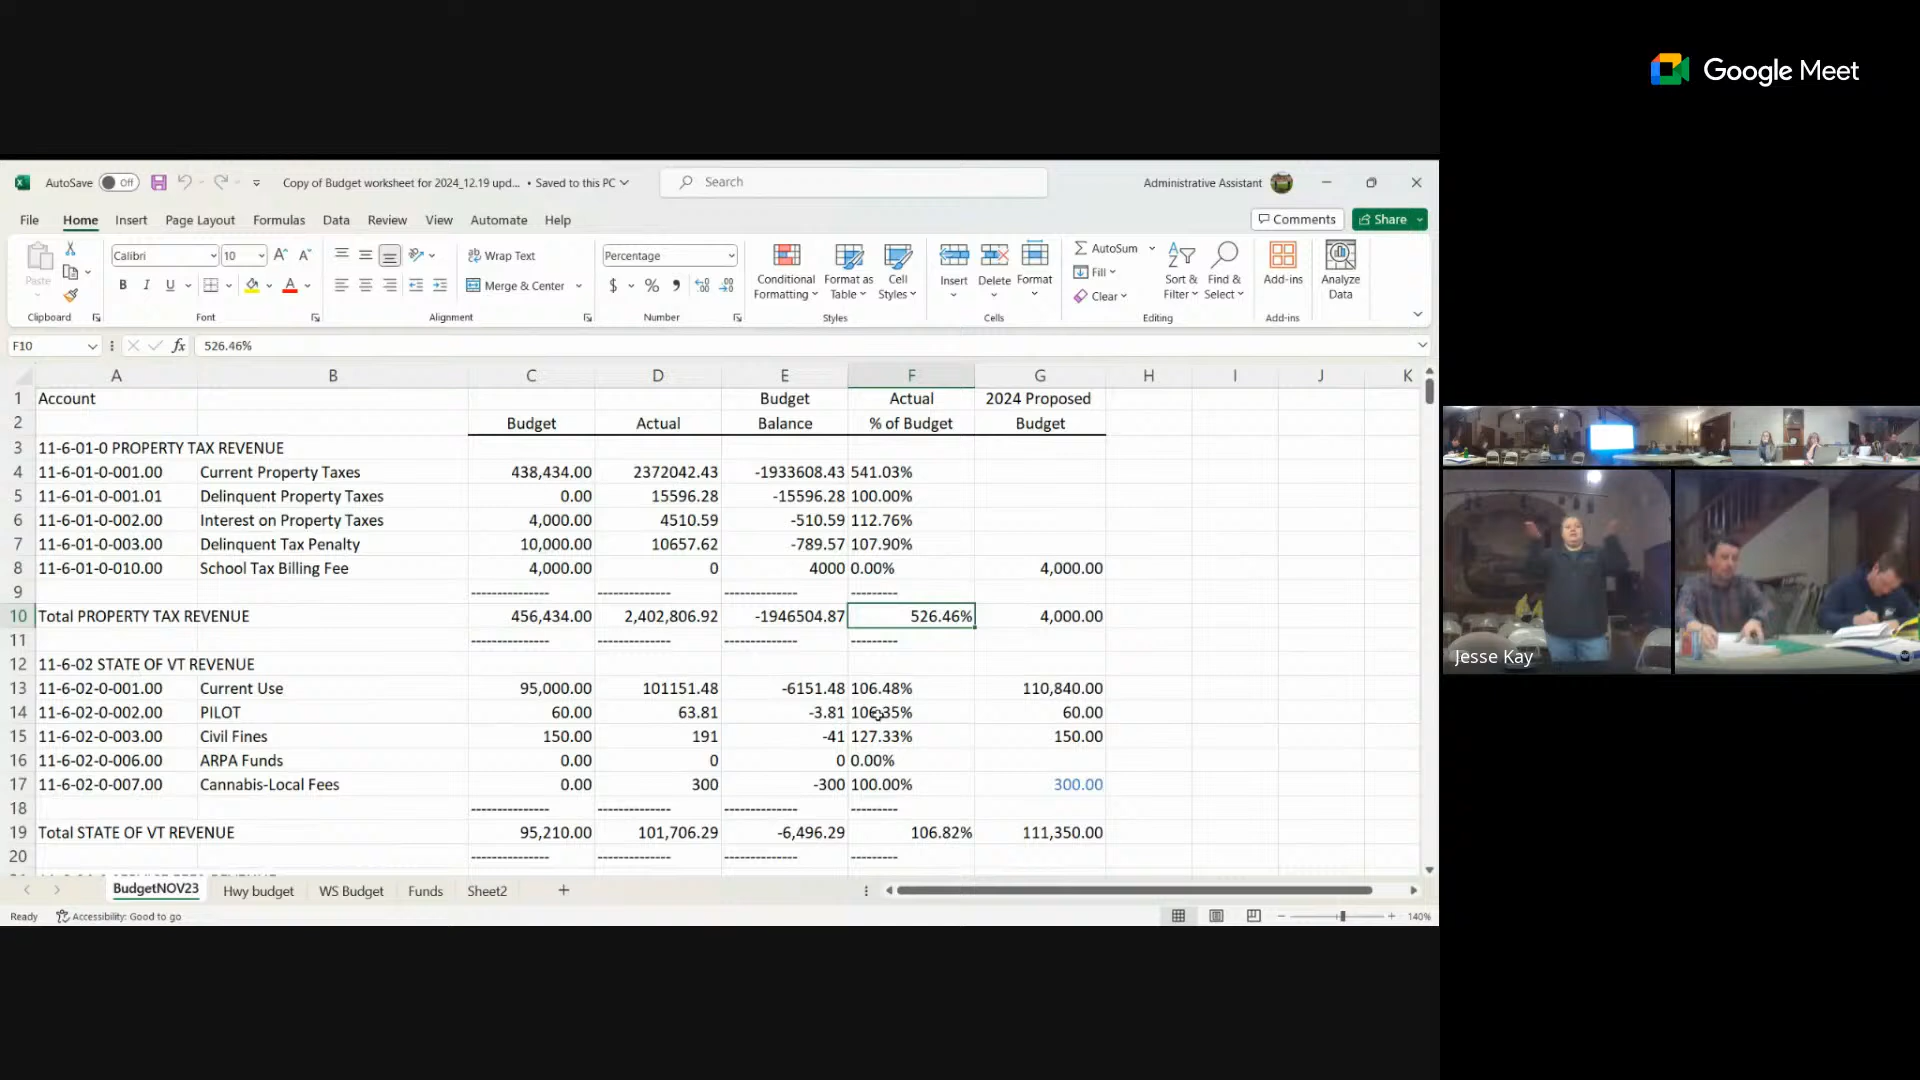 Google Meet
AutoSave Off Copy of Budget worksheet for 2024_12.19 upd... • Saved to this PC Search Administrative Assistant
File Home Insert Page Layout Formulas Data Review View Automate Help Comments Share
Paste Calibri 10 Wrap Text Percentage Conditional Formatting Format as Table Cell Styles Insert Delete Format AutoSum Sort & Filter Find & Select Add-ins Analyze Data
B I U Merge & Center $ % Fill
Clear
Clipboard Font Alignment Number Styles Cells Editing Add-ins
F10 fx 526.46%
A B C D E F G H I J K
1 Account Budget Actual 2024 Proposed
2 Budget Actual Balance % of Budget Budget
3 11-6-01-0 PROPERTY TAX REVENUE
4 11-6-01-0-001.00 Current Property Taxes 438,434.00 2372042.43 -1933608.43 541.03%
5 11-6-01-0-001.01 Delinquent Property Taxes 0.00 15596.28 -15596.28 100.00%
6 11-6-01-0-002.00 Interest on Property Taxes 4,000.00 4510.59 -510.59 112.76%
7 11-6-01-0-003.00 Delinquent Tax Penalty 10,000.00 10657.62 -789.57 107.90%
8 11-6-01-0-010.00 School Tax Billing Fee 4,000.00 0 4000 0.00% 4,000.00
9 --------------- ------------- ------------- ---------
10 Total PROPERTY TAX REVENUE 456,434.00 2,402,806.92 -1946504.87 526.46% 4,000.00
11 --------------- ------------- ------------- ---------
12 11-6-02 STATE OF VT REVENUE
13 11-6-02-0-001.00 Current Use 95,000.00 101151.48 -6151.48 106.48% 110,840.00
14 11-6-02-0-002.00 PILOT 60.00 63.81 -3.81 106.35% 60.00
15 11-6-02-0-003.00 Civil Fines 150.00 191 -41 127.33% 150.00
16 11-6-02-0-006.00 ARPA Funds 0.00 0 0 0.00%
17 11-6-02-0-007.00 Cannabis-Local Fees 0.00 300 -300 100.00% 300.00
18 --------------- ------------- ------------- ---------
19 Total STATE OF VT REVENUE 95,210.00 101,706.29 -6,496.29 106.82% 111,350.00
20 --------------- ------------- ------------- ---------
BudgetNOV23 Hwy budget WS Budget Funds Sheet2
Ready Accessibility: Good to go 140%
Jesse Kay